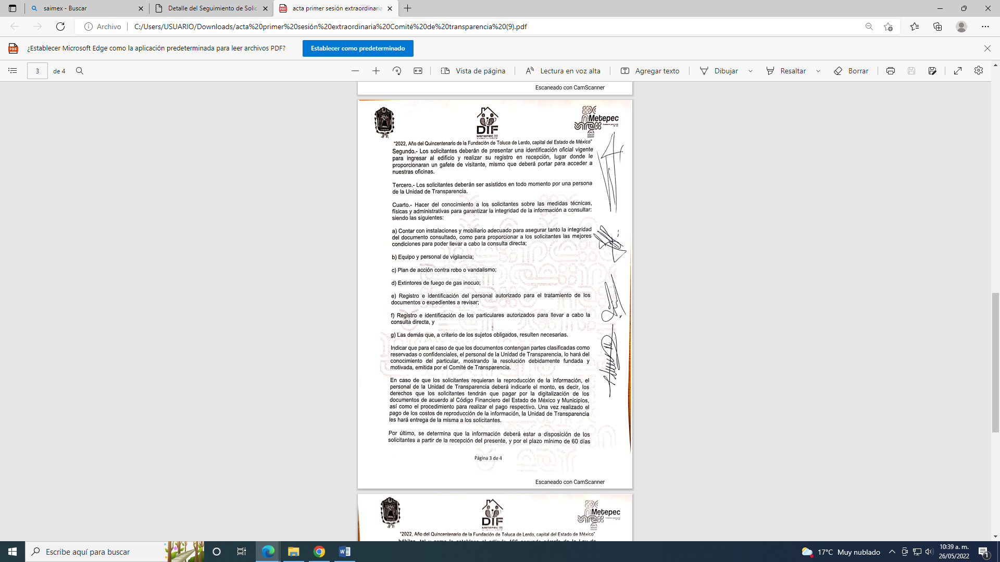 saimex - Buscar
Detalle del Seguimiento de Solic
acta primer sesión extraordinaria
Archivo
C:/Users/USUARIO/Downloads/acta%20primer%20sesión%20extraordinaria%20Comité%20de%20transparencia%20(9).pdf
¿Establecer Microsoft Edge como la aplicación predeterminada para leer archivos PDF?
Establecer como predeterminado
3 de 4
Vista de página
Lectura en voz alta
Agregar texto
Dibujar
Resaltar
Borrar
Escaneado con CamScanner
DIF
METEPEC
Metepec
"2022, Año del Quincentenario de la Fundación de Toluca de Lerdo, capital del Estado de México"
Segundo.- Los solicitantes deberán de presentar una identificación oficial vigente
para ingresar al edificio y realizar su registro en recepción, lugar donde le
proporcionaran un gafete de visitante, mismo que deberá portar para acceder a
nuestras oficinas.
Tercero.- Los solicitantes deberán ser asistidos en todo momento por una persona
de la Unidad de Transparencia.
Cuarto.- Hacer del conocimiento a los solicitantes sobre las medidas técnicas,
físicas y administrativas para garantizar la integridad de la información a consultar:
siendo las siguientes:
a) Contar con instalaciones y mobiliario adecuado para asegurar tanto la integridad
del documento consultado, como para proporcionar a los solicitantes las mejores
condiciones para poder llevar a cabo la consulta directa;
b) Equipo y personal de vigilancia;
c) Plan de acción contra robo o vandalismo;
d) Extintores de fuego de gas inocuo;
e) Registro e identificación del personal autorizado para el tratamiento de los
documentos o expedientes a revisar;
f) Registro e identificación de los particulares autorizados para llevar a cabo la
consulta directa, y
g) Las demás que, a criterio de los sujetos obligados, resulten necesarias.
Indicar que para el caso de que los documentos contengan partes clasificadas como
reservadas o confidenciales, el personal de la Unidad de Transparencia, lo hará del
conocimiento del particular, mostrando la resolución debidamente fundada y
motivada, emitida por el Comité de Transparencia.
En caso de que los solicitantes requieran la reproducción de la información, el
personal de la Unidad de Transparencia deberá indicarle el monto, es decir, los
derechos que los solicitantes tendrán que pagar por la digitalización de los
documentos de acuerdo al Código Financiero del Estado de México y Municipios,
así como el procedimiento para realizar el pago respectivo. Una vez realizado el
pago de los costos de reproducción de la información, la Unidad de Transparencia
les hará entrega de la misma a los solicitantes.
Por último, se determina que la información deberá estar a disposición de los
solicitantes a partir de la recepción del presente, y por el plazo mínimo de 60 días
Página 3 de 4
Escaneado con CamScanner
DIF
METEPEC
Metepec
"2022, Año del Quincentenario de la Fundación de Toluca de Lerdo, capital del Estado de México"
Escribe aquí para buscar
17°C Muy nublado
10:39 a. m.
26/05/2022
1